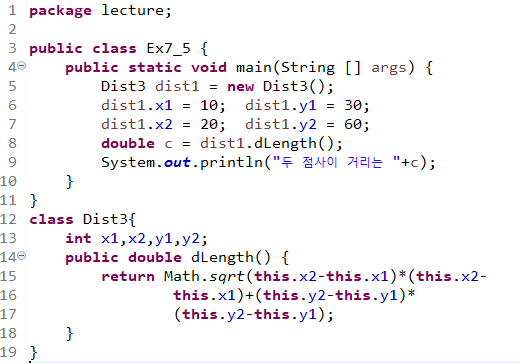 1 package lecture;
2
3 public class Ex7_5 {
4 public static void main(String [] args) {
5 Dist3 dist1 = new Dist3();
6 dist1.x1 = 10; dist1.y1 = 30;
7 dist1.x2 = 20; dist1.y2 = 60;
8 double c = dist1.dLength();
9 System.out.println("두 점사이 거리는 "+c);
10 }
11 }
12 class Dist3{
13 int x1,x2,y1,y2;
14 public double dLength() {
15 return Math.sqrt(this.x2-this.x1)*(this.x2-
16 this.x1)+(this.y2-this.y1)*
17 (this.y2-this.y1);
18 }
19 }